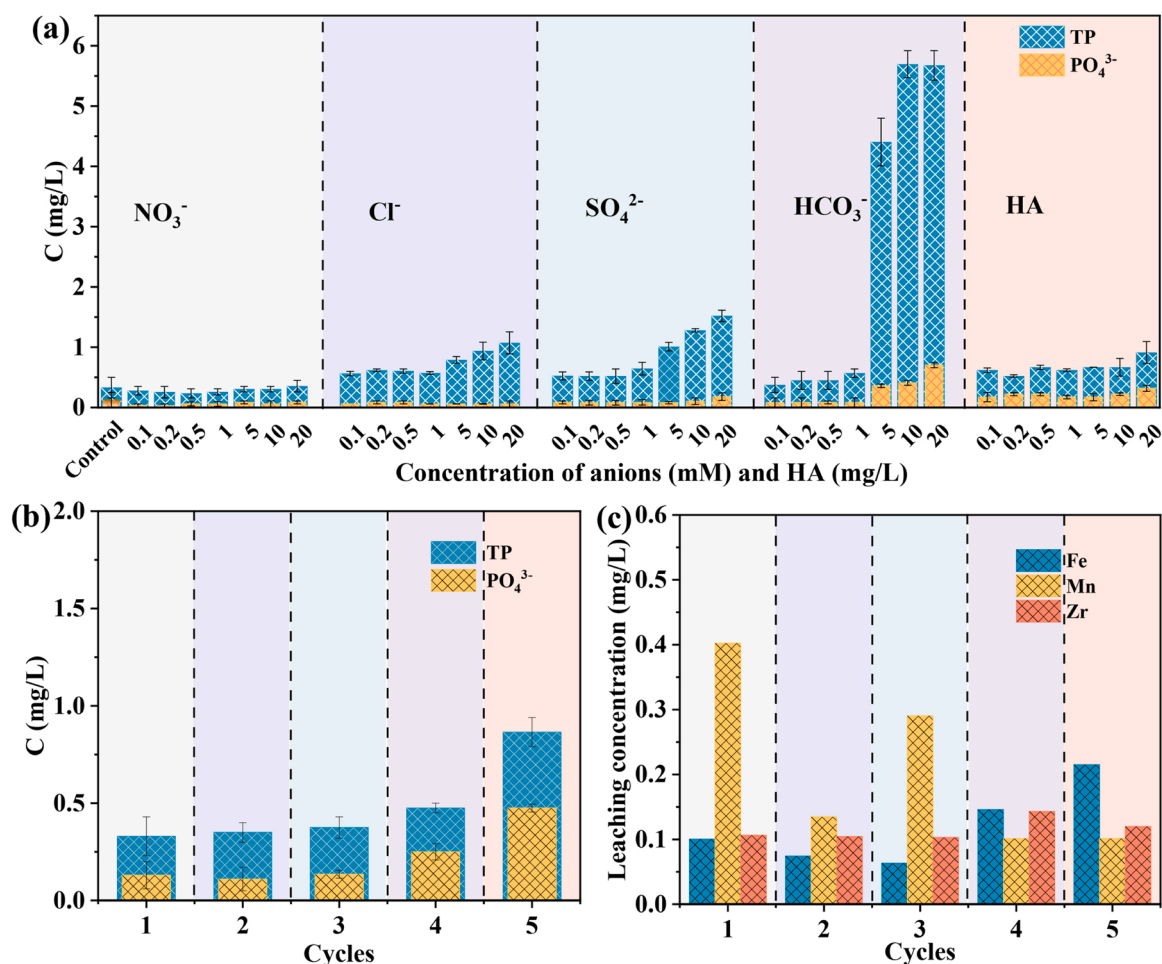 (a)
C (mg/L)
6
5
4
3
2
1
0
TP
PO₄³⁻
NO₃⁻
Cl⁻
SO₄²⁻
HCO₃⁻
HA
Control 0.1 0.2 0.5 1 5 10 20 0.1 0.2 0.5 1 5 10 20 0.1 0.2 0.5 1 5 10 20 0.1 0.2 0.5 1 5 10 20 0.1 0.2 0.5 1 5 10 20
Concentration of anions (mM) and HA (mg/L)
(b)
C (mg/L)
2.0
1.5
1.0
0.5
0.0
TP
PO₄³⁻
1 2 3 4 5
Cycles
(c)
Leaching concentration (mg/L)
0.6
0.5
0.4
0.3
0.2
0.1
0.0
Fe
Mn
Zr
1 2 3 4 5
Cycles